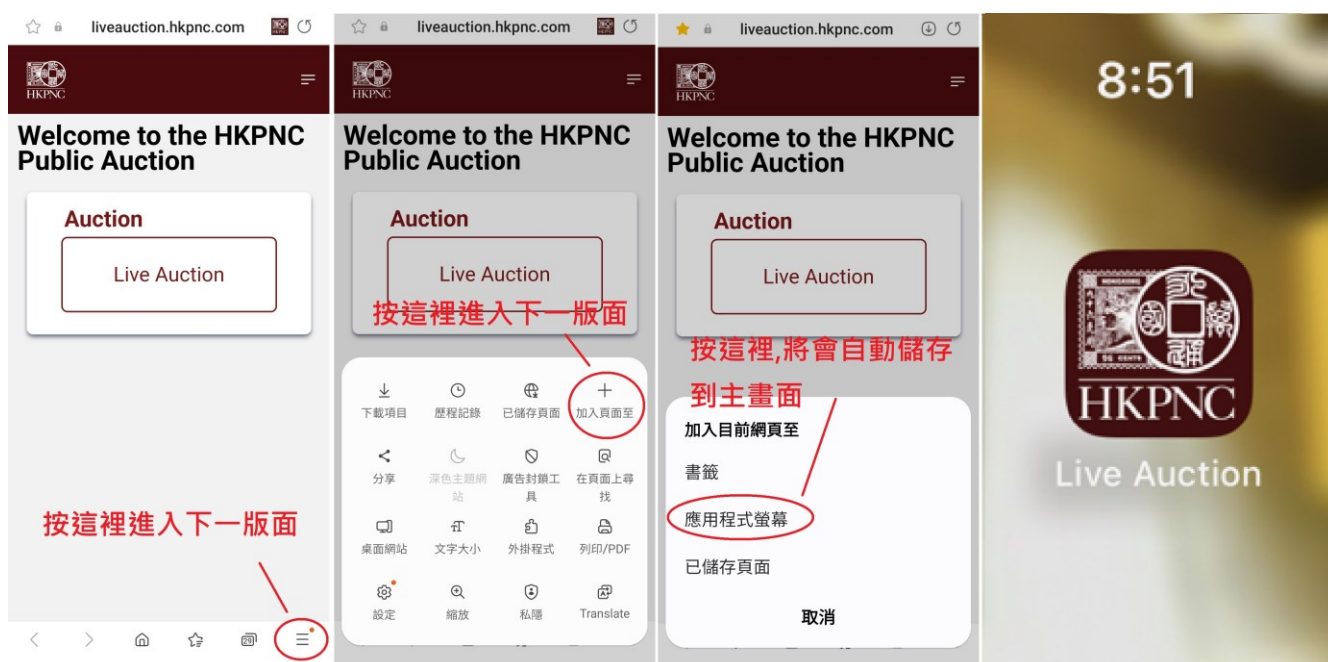 liveauction.hkpnc.com
HKPNC
Welcome to the HKPNC
Public Auction
Auction
Live Auction
按這裡進入下一版面
29
liveauction.hkpnc.com
HKPNC
Welcome to the HKPNC
Public Auction
Auction
Live Auction
按這裡進入下一版面
下載項目
歷程記錄
已儲存頁面
加入頁面至
分享
深色主題網
站
廣告封鎖工
具
在頁面上尋
找
桌面網站
文字大小
外掛程式
列印/PDF
設定
縮放
私隱
Translate
liveauction.hkpnc.com
HKPNC
Welcome to the HKPNC
Public Auction
Auction
Live Auction
按這裡,將會自動儲存
到主畫面
加入目前網頁至
書籤
應用程式螢幕
已儲存頁面
取消
8:51
HONGKONG
96 CENTS
HKPNC
Live Auction